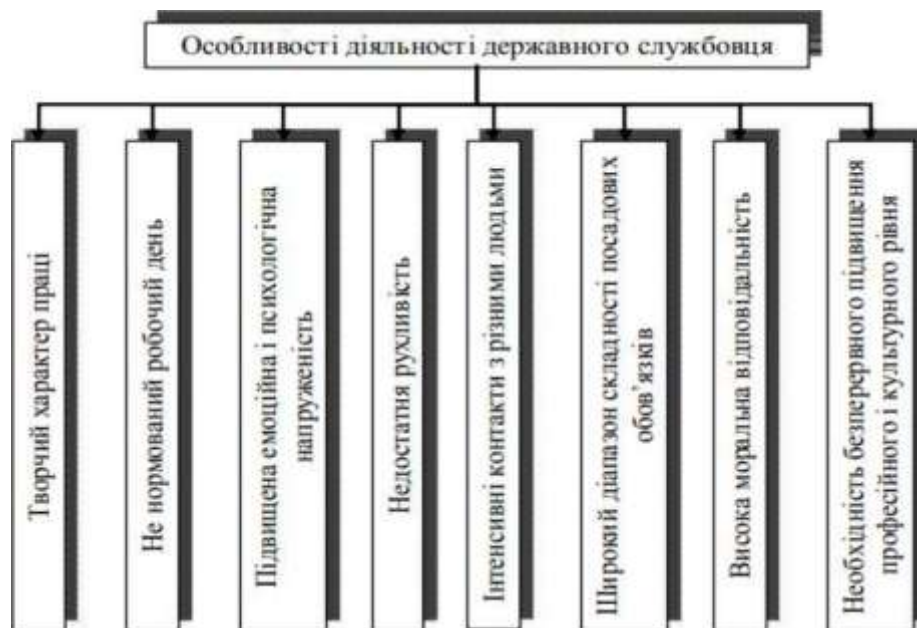 Особливості діяльності державного службовця
Творчий характер праці
Не нормований робочий день
Підвищена емоційна і психологічна
напруженість
Недостатня рухливість
Інтенсивні контакти з різними людьми
Широкий діапазон складності посадових
обов’язків
Висока моральна відповідальність
Необхідність безперервного підвищення
професійного і культурного рівня